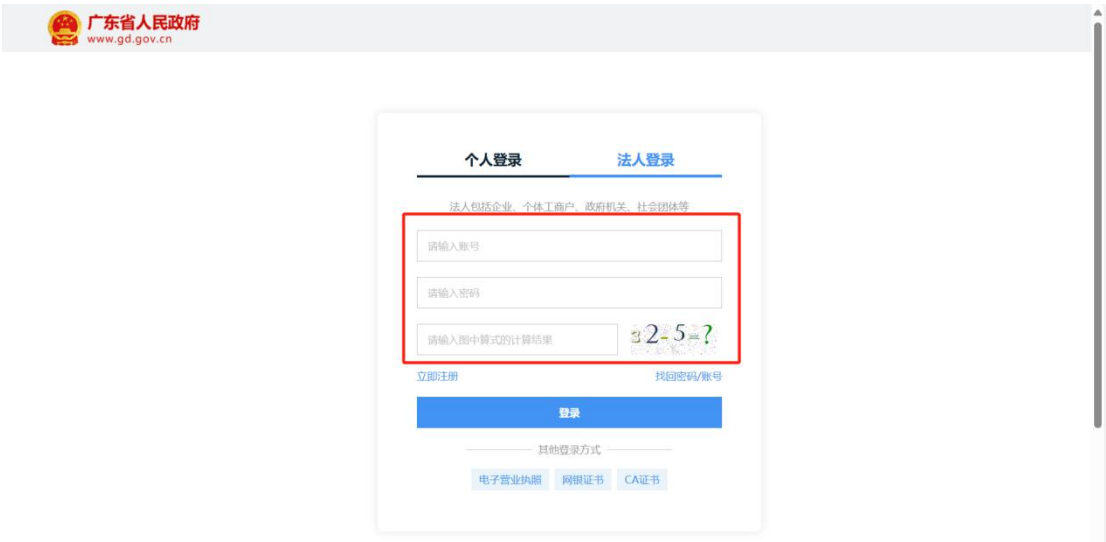 广东省人民政府
www.gd.gov.cn
个人登录 法人登录
法人包括企业、个体工商户、政府机关、社会团体等
请输入账号
请输入密码
请输入图中算式的计算结果 32-5=?
立即注册 找回密码/账号
登录
其他登录方式
电子营业执照 网银证书 CA证书